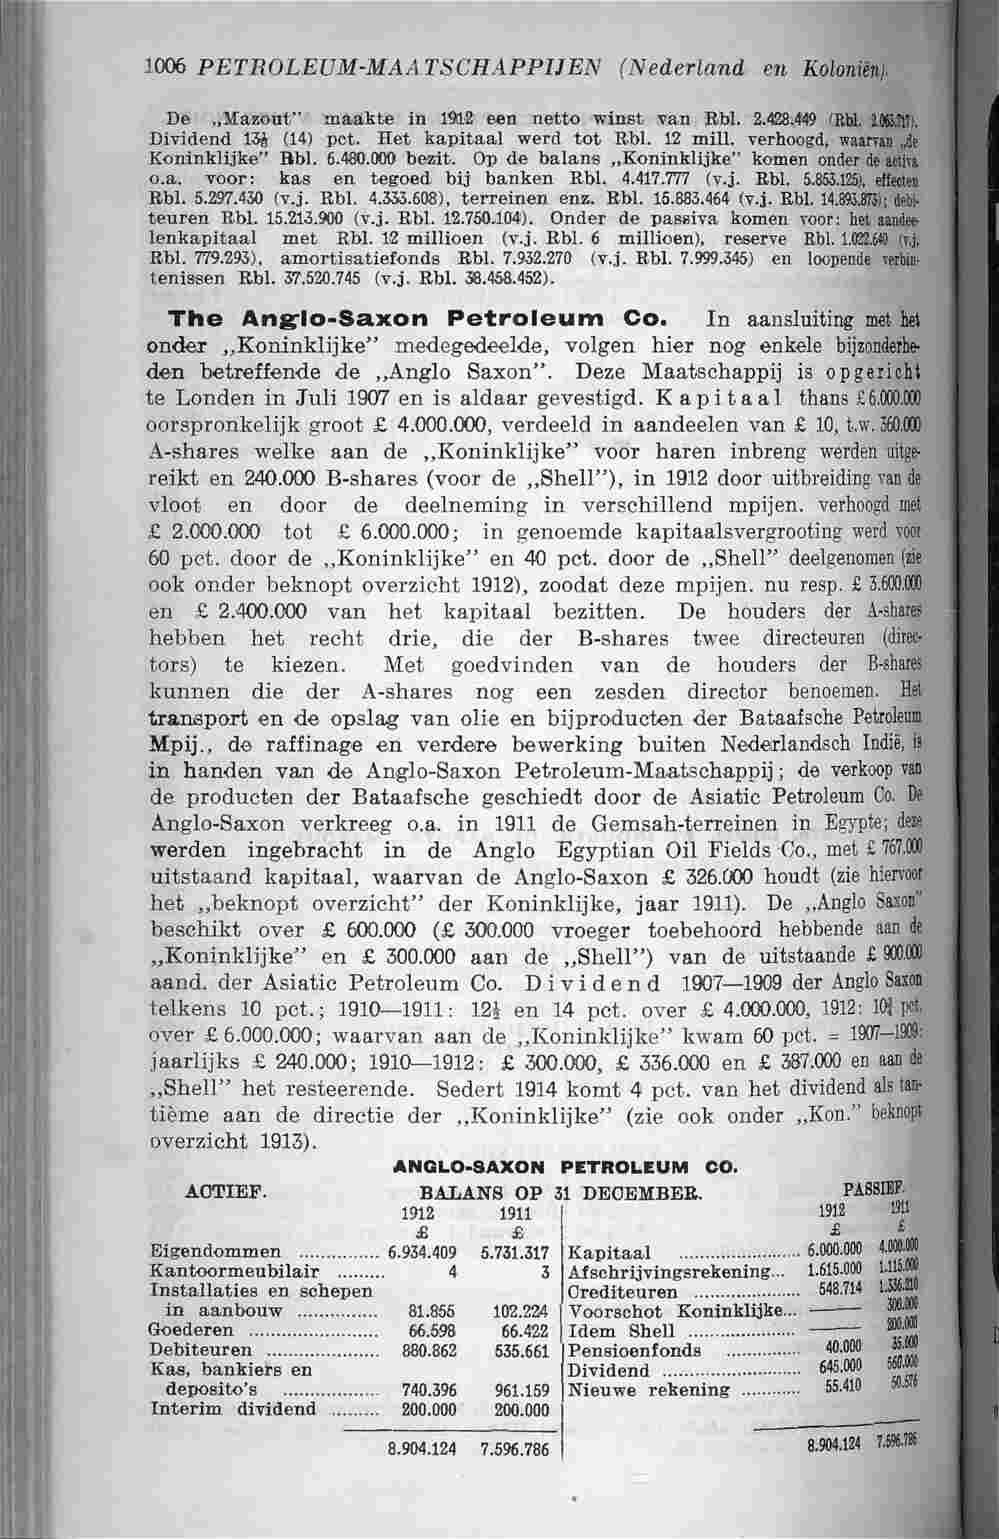 1006 PETROLEUM-MAATSCHAPPIJEN (Nederland en Koloniën).
De „Mazout” maakte in 1912 een netto winst van Rbl. 2.428.449 (Rbl. 2.063.717).
Dividend 13⅘ (14) pct. Het kapitaal werd tot Rbl. 12 mill. verhoogd, waarvan „de
Koninklijke” Rbl. 6.480.000 bezit. Op de balans „Koninklijke” komen onder de activa
o.a. voor: kas en tegoed bij banken Rbl. 4.417.777 (v.j. Rbl. 5.853.125), effecten
Rbl. 5.297.430 (v.j. Rbl. 4.333.608), terreinen enz. Rbl. 15.883.464 (v.j. Rbl. 14.893.873); debi-
teuren Rbl. 15.213.900 (v.j. Rbl. 12.750.104). Onder de passiva komen voor: het aandee-
lenkapitaal met Rbl. 12 millioen (v.j. Rbl. 6 millioen), reserve Rbl. 1.022.640 (v.j.
Rbl. 779.293), amortisatiefonds Rbl. 7.932.270 (v.j. Rbl. 7.999.345) en loopende verbin-
tenissen Rbl. 37.520.745 (v.j. Rbl. 38.458.452).
The Anglo-Saxon Petroleum Co. In aansluiting met het
onder „Koninklijke” medegedeelde, volgen hier nog enkele bijzonderhe-
den betreffende de „Anglo Saxon”. Deze Maatschappij is opgericht
te Londen in Juli 1907 en is aldaar gevestigd. Kapitaal thans £ 6.000.000
oorspronkelijk groot £ 4.000.000, verdeeld in aandeelen van £ 10, t.w. 360.000
A-shares welke aan de „Koninklijke” voor haren inbreng werden uitge-
reikt en 240.000 B-shares (voor de „Shell”), in 1912 door uitbreiding van de
vloot en door de deelneming in verschillend mpijen. verhoogd met
£ 2.000.000 tot £ 6.000.000; in genoemde kapitaalsvergrooting werd voor
60 pct. door de „Koninklijke” en 40 pct. door de „Shell” deelgenomen (zie
ook onder beknopt overzicht 1912), zoodat deze mpijen. nu resp. £ 3.600.000
en £ 2.400.000 van het kapitaal bezitten. De houders der A-shares
hebben het recht drie, die der B-shares twee directeuren (direc-
tors) te kiezen. Met goedvinden van de houders der B-shares
kunnen die der A-shares nog een zesden director benoemen. Het
transport en de opslag van olie en bijproducten der Bataafsche Petroleum
Mpij., de raffinage en verdere bewerking buiten Nederlandsch Indië, is
in handen van de Anglo-Saxon Petroleum-Maatschappij; de verkoop van
de producten der Bataafsche geschiedt door de Asiatic Petroleum Co. De
Anglo-Saxon verkreeg o.a. in 1911 de Gemsah-terreinen in Egypte; deze
werden ingebracht in de Anglo Egyptian Oil Fields Co., met £ 767.000
uitstaand kapitaal, waarvan de Anglo-Saxon £ 326.000 houdt (zie hiervoor
het „beknopt overzicht” der Koninklijke, jaar 1911). De „Anglo Saxon”
beschikt over £ 600.000 (£ 300.000 vroeger toebehoord hebbende aan de
„Koninklijke” en £ 300.000 aan de „Shell”) van de uitstaande £ 900.000
aand. der Asiatic Petroleum Co. Dividend 1907—1909 der Anglo Saxon
telkens 10 pct.; 1910—1911: 12½ en 14 pct. over £ 4.000.000, 1912: 10¾ pct.
over £ 6.000.000; waarvan aan de „Koninklijke” kwam 60 pct. = 1907—1909:
jaarlijks £ 240.000; 1910—1912: £ 300.000, £ 336.000 en £ 387.000 en aan de
„Shell” het resteerende. Sedert 1914 komt 4 pct. van het dividend als tan-
tième aan de directie der „Koninklijke” (zie ook onder „Kon.” beknopt
overzicht 1913).
ANGLO-SAXON PETROLEUM CO.
ACTIEF. BALANS OP 31 DECEMBER. PASSIEF.
1912 1911 1912 1911
£ £ £ £
Eigendommen ............... 6.934.409 5.731.317 Kapitaal ....................... 6.000.000 4.000.000
Kantoormeubilair ......... 4 3 Afschrijvingsrekening... 1.615.000 1.115.000
Installaties en schepen Crediteuren .................... 548.714 1.336.210
in aanbouw ............... 81.855 102.224 Voorschot Koninklijke... ——— 300.000
Goederen ........................ 66.598 66.422 Idem Shell .................... ——— 200.000
Debiteuren ..................... 880.862 535.661 Pensioenfonds .............. 40.000 35.000
Kas, bankiers en Dividend .......................... 645.000 560.000
deposito's .................. 740.396 961.159 Nieuwe rekening ............ 55.410 50.576
Interim dividend ......... 200.000 200.000
8.904.124 7.596.786 8.904.124 7.596.786